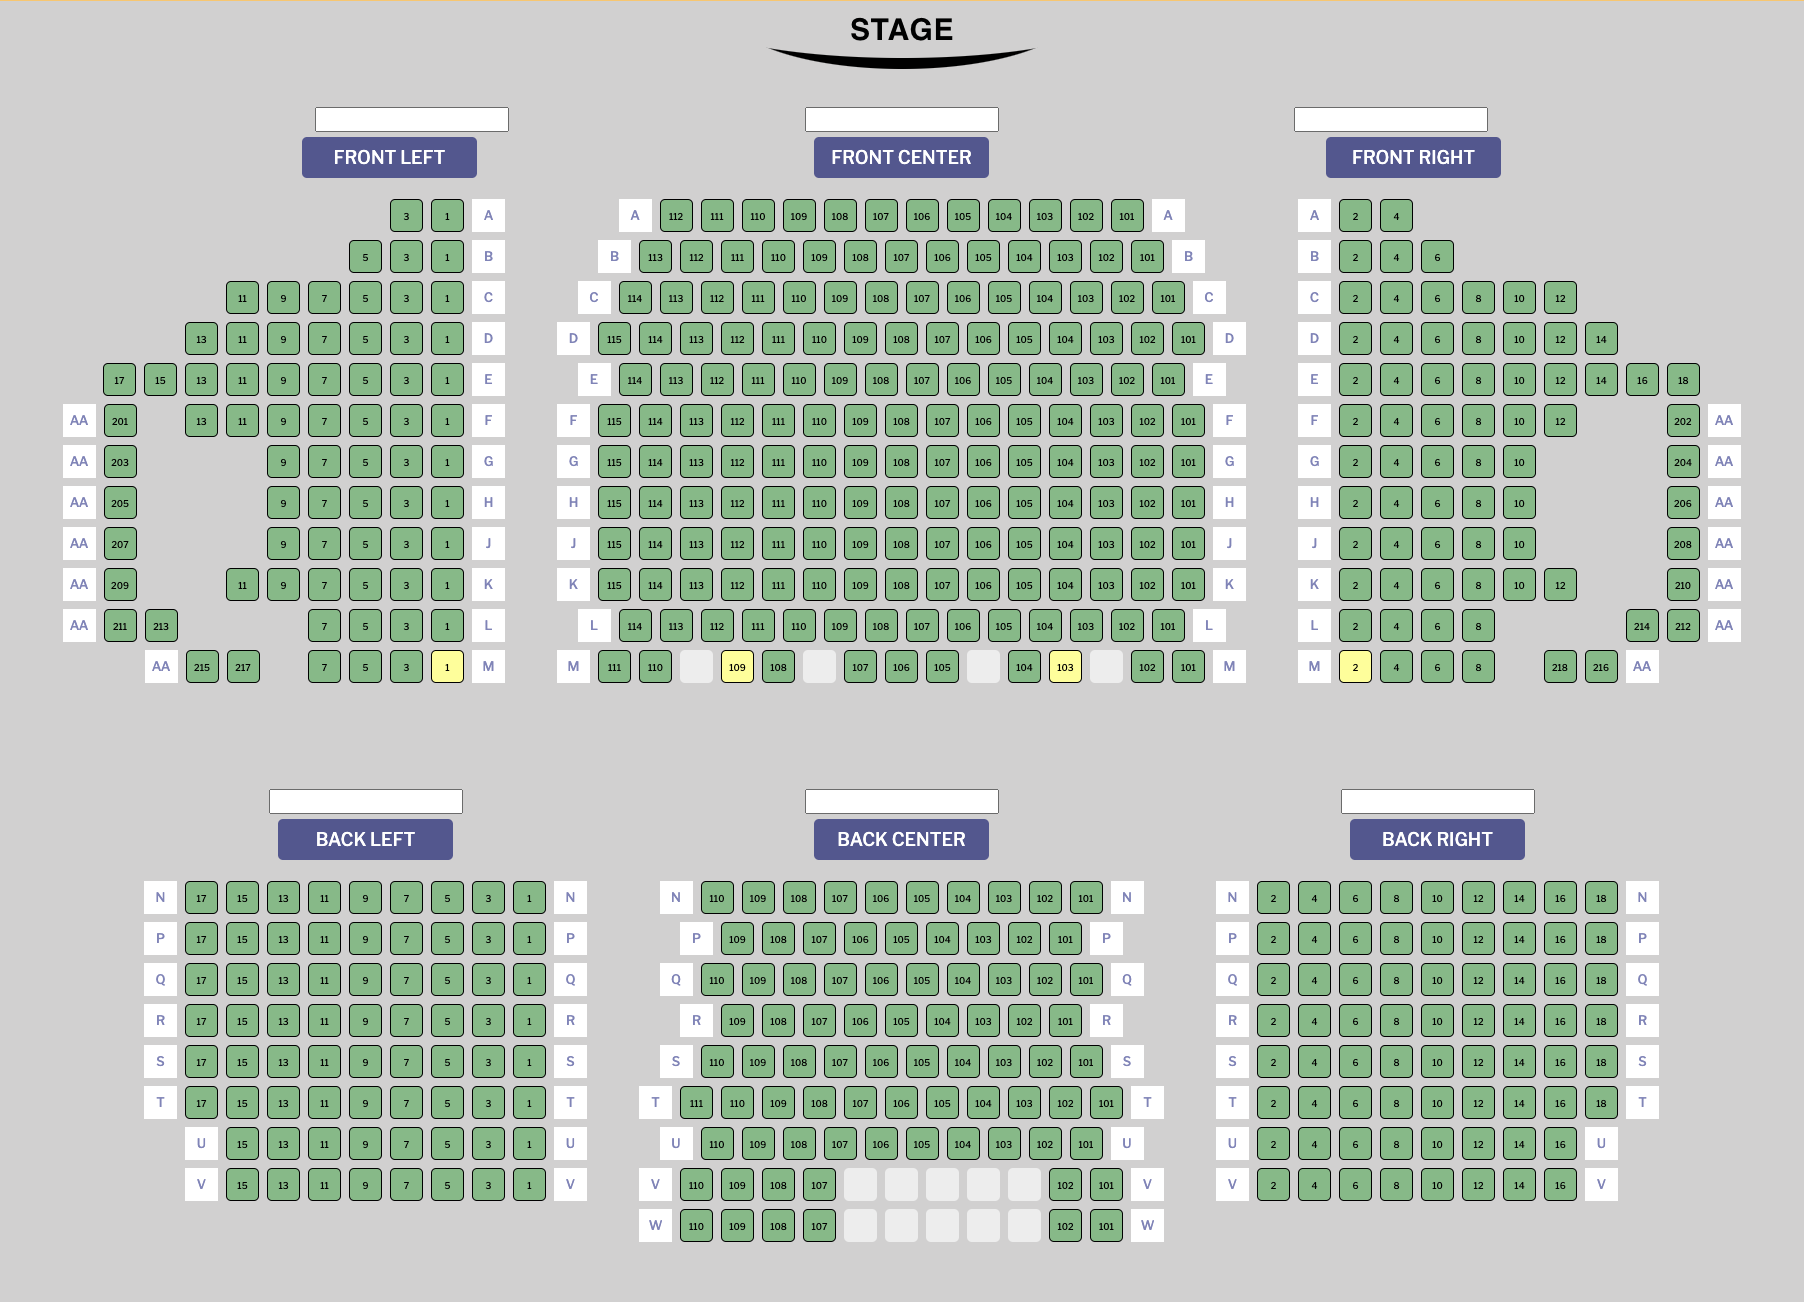 STAGE
FRONT LEFT FRONT CENTER FRONT RIGHT
3 1 A A 112 111 110 109 108 107 106 105 104 103 102 101 A A 2 4
5 3 1 B B 113 112 111 110 109 108 107 106 105 104 103 102 101 B B 2 4 6
11 9 7 5 3 1 C C 114 113 112 111 110 109 108 107 106 105 104 103 102 101 C C 2 4 6 8 10 12
13 11 9 7 5 3 1 D D 115 114 113 112 111 110 109 108 107 106 105 104 103 102 101 D D 2 4 6 8 10 12 14
17 15 13 11 9 7 5 3 1 E E 114 113 112 111 110 109 108 107 106 105 104 103 102 101 E E 2 4 6 8 10 12 14 16 18
AA 201 13 11 9 7 5 3 1 F F 115 114 113 112 111 110 109 108 107 106 105 104 103 102 101 F F 2 4 6 8 10 12 202 AA
AA 203 9 7 5 3 1 G G 115 114 113 112 111 110 109 108 107 106 105 104 103 102 101 G G 2 4 6 8 10 204 AA
AA 205 9 7 5 3 1 H H 115 114 113 112 111 110 109 108 107 106 105 104 103 102 101 H H 2 4 6 8 10 206 AA
AA 207 9 7 5 3 1 J J 115 114 113 112 111 110 109 108 107 106 105 104 103 102 101 J J 2 4 6 8 10 208 AA
AA 209 11 9 7 5 3 1 K K 115 114 113 112 111 110 109 108 107 106 105 104 103 102 101 K K 2 4 6 8 10 12 210 AA
AA 211 213 7 5 3 1 L L 114 113 112 111 110 109 108 107 106 105 104 103 102 101 L L 2 4 6 8 214 212 AA
AA 215 217 7 5 3 1 M M 111 110 109 108 107 106 105 104 103 102 101 M M 2 4 6 8 218 216 AA
BACK LEFT BACK CENTER BACK RIGHT
N 17 15 13 11 9 7 5 3 1 N N 110 109 108 107 106 105 104 103 102 101 N N 2 4 6 8 10 12 14 16 18 N
P 17 15 13 11 9 7 5 3 1 P P 109 108 107 106 105 104 103 102 101 P P 2 4 6 8 10 12 14 16 18 P
Q 17 15 13 11 9 7 5 3 1 Q Q 110 109 108 107 106 105 104 103 102 101 Q Q 2 4 6 8 10 12 14 16 18 Q
R 17 15 13 11 9 7 5 3 1 R R 109 108 107 106 105 104 103 102 101 R R 2 4 6 8 10 12 14 16 18 R
S 17 15 13 11 9 7 5 3 1 S S 110 109 108 107 106 105 104 103 102 101 S S 2 4 6 8 10 12 14 16 18 S
T 17 15 13 11 9 7 5 3 1 T T 111 110 109 108 107 106 105 104 103 102 101 T T 2 4 6 8 10 12 14 16 18 T
U 15 13 11 9 7 5 3 1 U U 110 109 108 107 106 105 104 103 102 101 U U 2 4 6 8 10 12 14 16 U
V 15 13 11 9 7 5 3 1 V V 110 109 108 107 102 101 V V 2 4 6 8 10 12 14 16 V
W 110 109 108 107 102 101 W